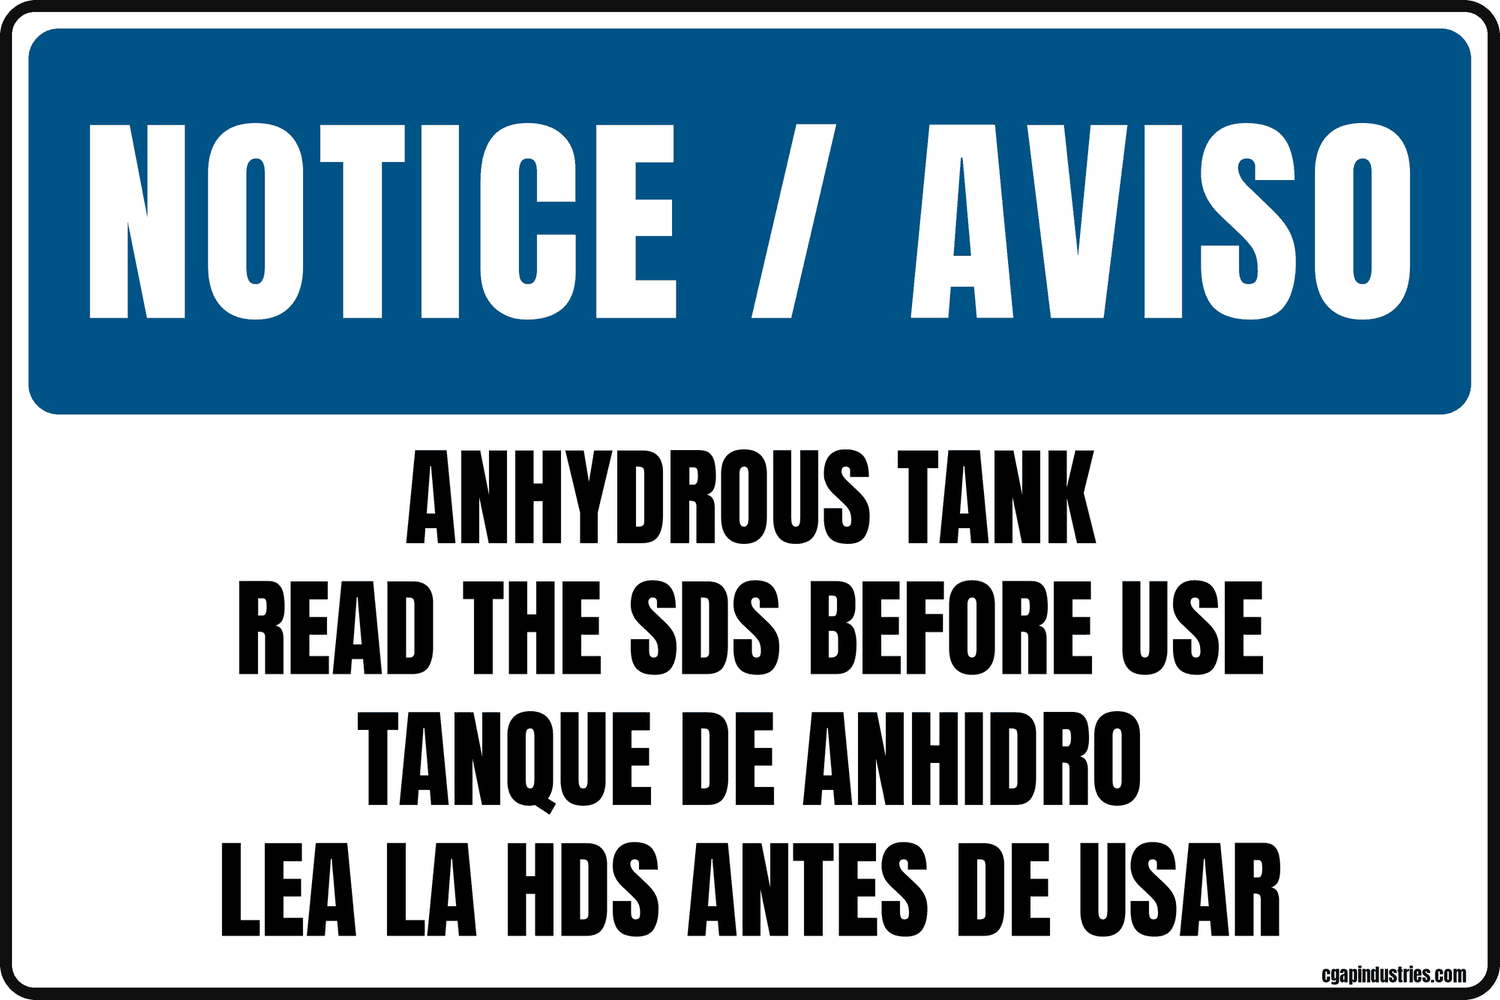 NOTICE / AVISO
ANHYDROUS TANK
READ THE SDS BEFORE USE
TANQUE DE ANHIDRO
LEA LA HDS ANTES DE USAR
cgapindustries.com